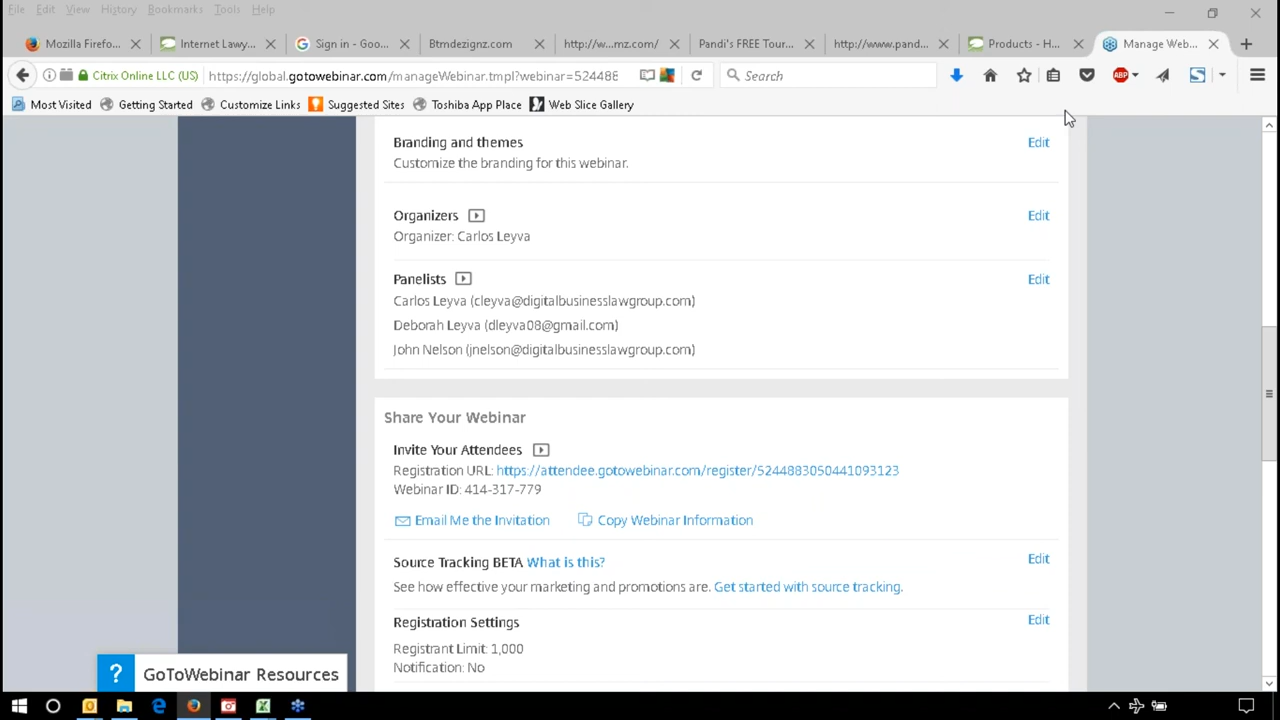 File Edit View History Bookmarks Tools Help
Mozilla Firefo... Internet Lawy... Sign in - Goo... Btmdezignz.com http://w...mz.com/ Pandi's FREE Tour... http://www.pand... Products - H... Manage Web...
Citrix Online LLC (US) https://global.gotowebinar.com/manageWebinar.tmpl?webinar=524488 Search ABP
Most Visited Getting Started Customize Links Suggested Sites Toshiba App Place Web Slice Gallery
Branding and themes Edit
Customize the branding for this webinar.
Organizers Edit
Organizer: Carlos Leyva
Panelists Edit
Carlos Leyva (cleyva@digitalbusinesslawgroup.com)
Deborah Leyva (dleyva08@gmail.com)
John Nelson (jnelson@digitalbusinesslawgroup.com)
Share Your Webinar
Invite Your Attendees
Registration URL: https://attendee.gotowebinar.com/register/5244883050441093123
Webinar ID: 414-317-779
Email Me the Invitation Copy Webinar Information
Source Tracking BETA What is this? Edit
See how effective your marketing and promotions are. Get started with source tracking.
Registration Settings Edit
Registrant Limit: 1,000
Notification: No
? GoToWebinar Resources